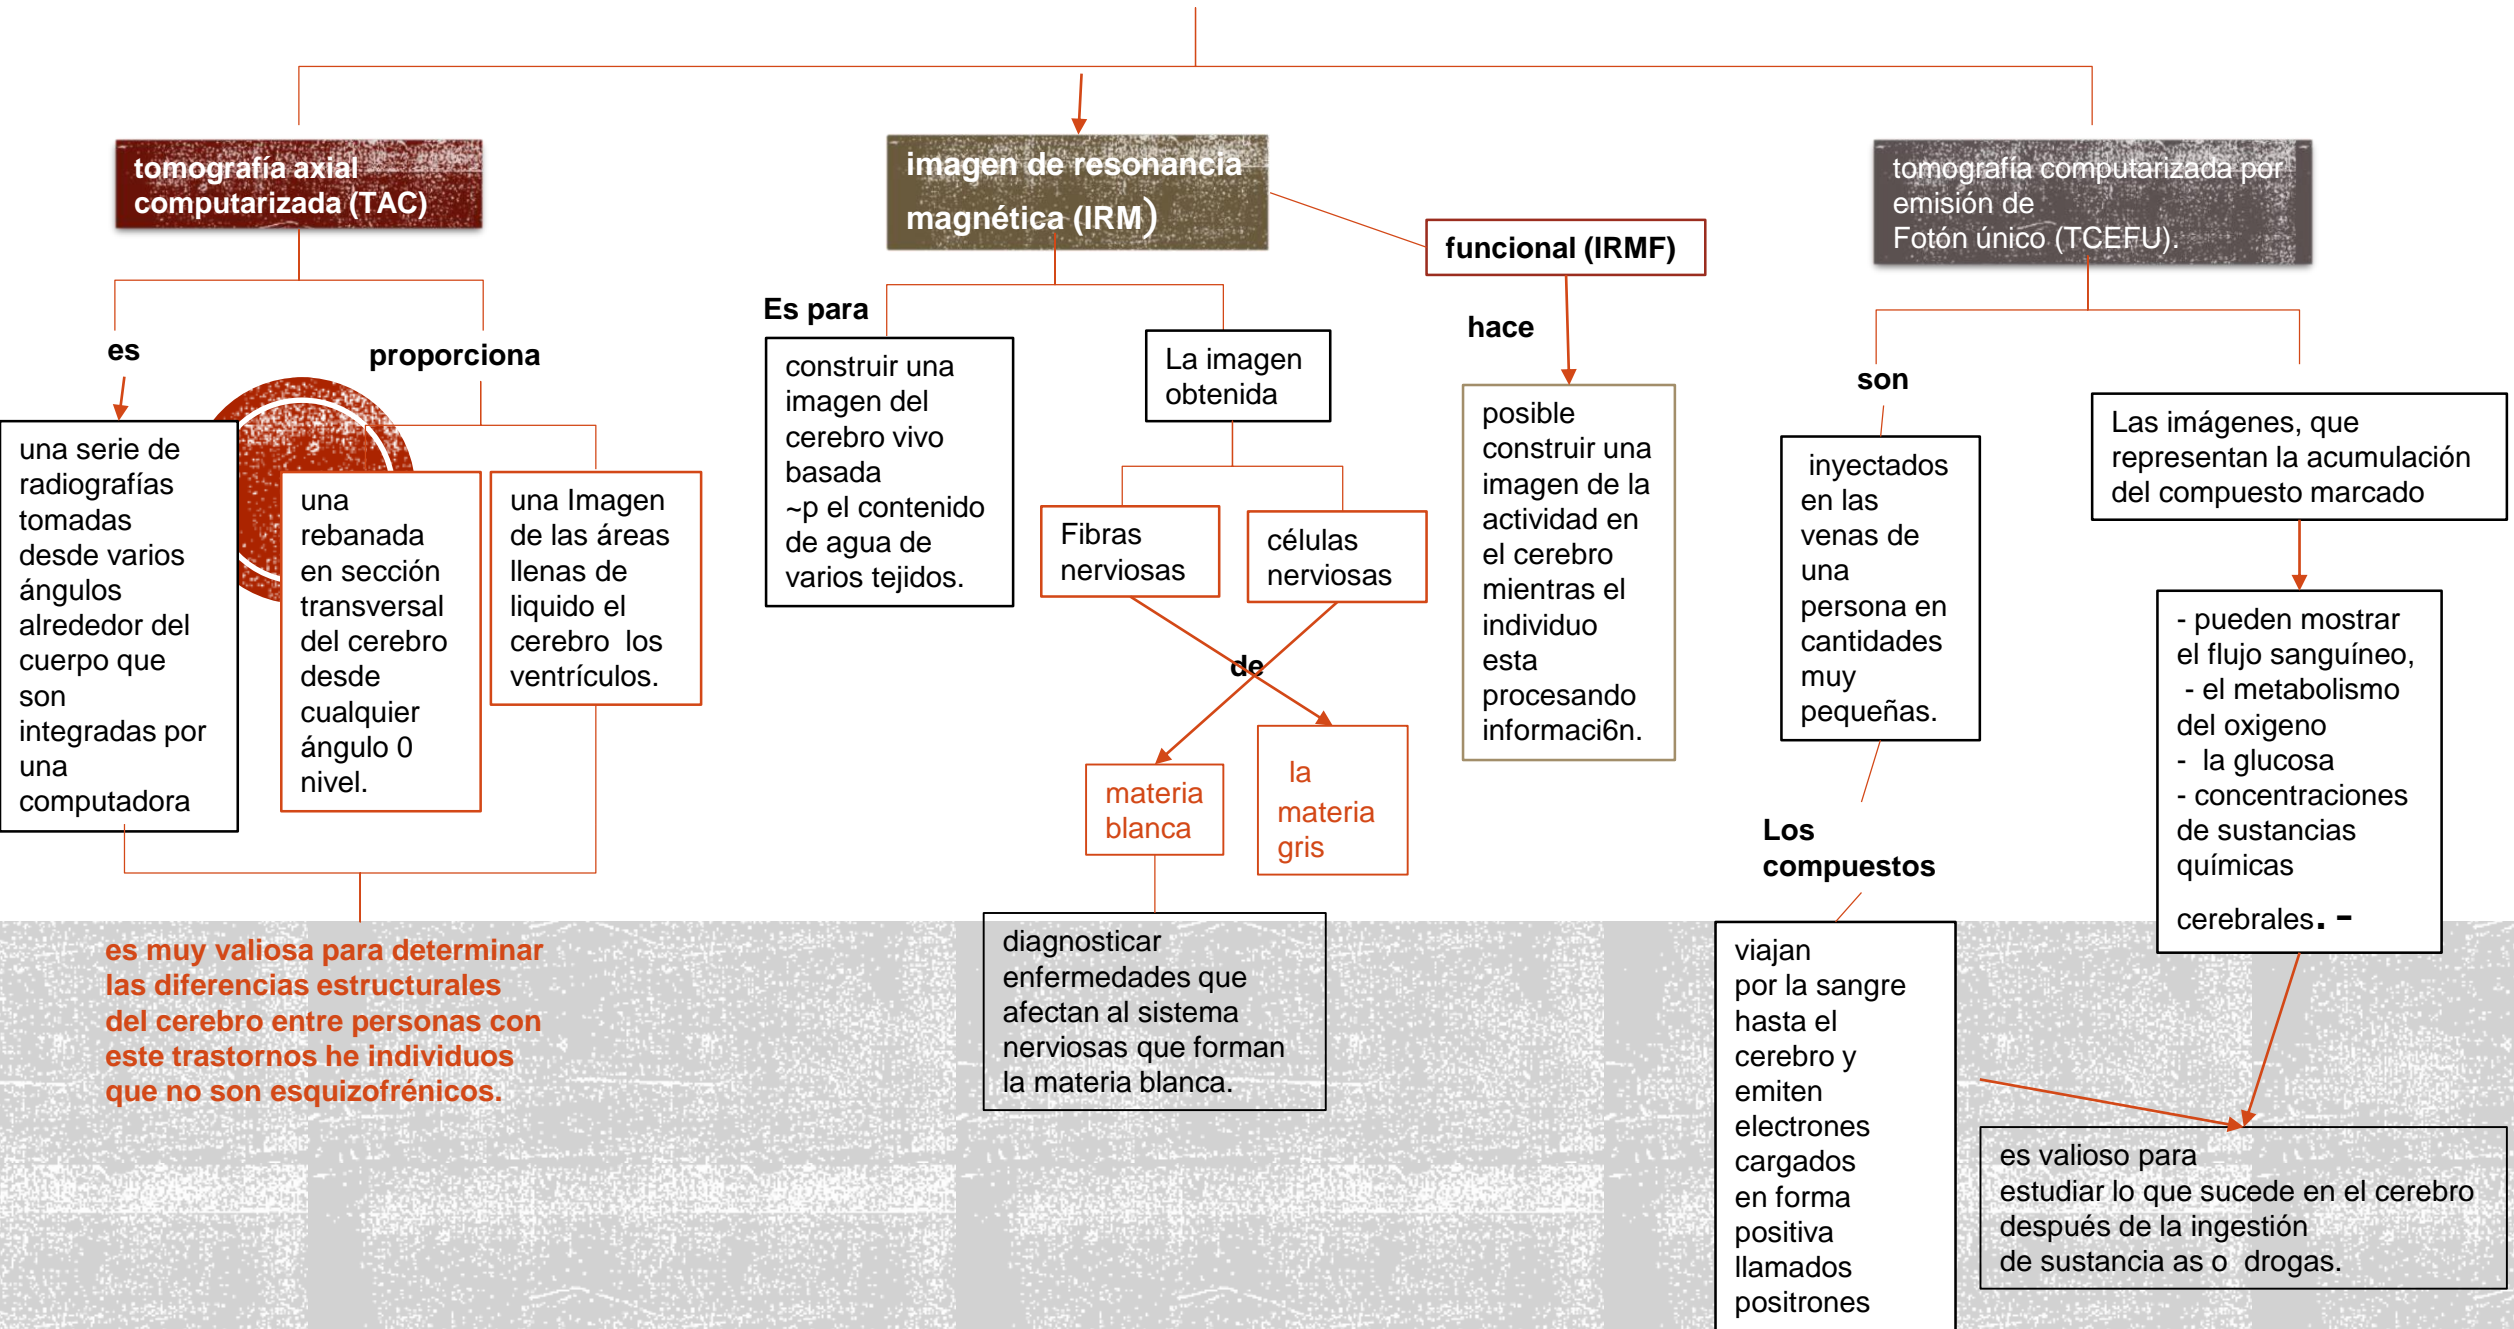 tomografía axial
computarizada (TAC)
es
una serie de
radiografías
tomadas
desde varios
ángulos
alrededor del
cuerpo que
son
integradas por
una
computadora
proporciona
una
rebanada
en sección
transversal
del cerebro
desde
cualquier
ángulo 0
nivel.
una Imagen
de las áreas
llenas de
liquido el
cerebro  los
ventrículos.
es muy valiosa para determinar
las diferencias estructurales
del cerebro entre personas con
este trastornos he individuos
que no son esquizofrénicos.
imagen de resonancia
magnética (IRM)
Es para
construir una
imagen del
cerebro vivo
basada
~p el contenido
de agua de
varios tejidos.
La imagen
obtenida
Fibras
nerviosas
células
nerviosas
de
materia
blanca
la
materia
gris
diagnosticar
enfermedades que
afectan al sistema
nerviosas que forman
la materia blanca.
funcional (IRMF)
hace
posible
construir una
imagen de la
actividad en
el cerebro
mientras el
individuo
esta
procesando
informaci6n.
tomografía computarizada por
emisión de
Fotón único (TCEFU).
son
inyectados
en las
venas de
una
persona en
cantidades
muy
pequeñas.
Los
compuestos
viajan
por la sangre
hasta el
cerebro y
emiten
electrones
cargados
en forma
positiva
llamados
positrones
Las imágenes, que
representan la acumulación
del compuesto marcado
- pueden mostrar
el flujo sanguíneo,
- el metabolismo
del oxigeno
-  la glucosa
- concentraciones
de sustancias
químicas
cerebrales. -
es valioso para
estudiar lo que sucede en el cerebro
después de la ingestión
de sustancia as o  drogas.